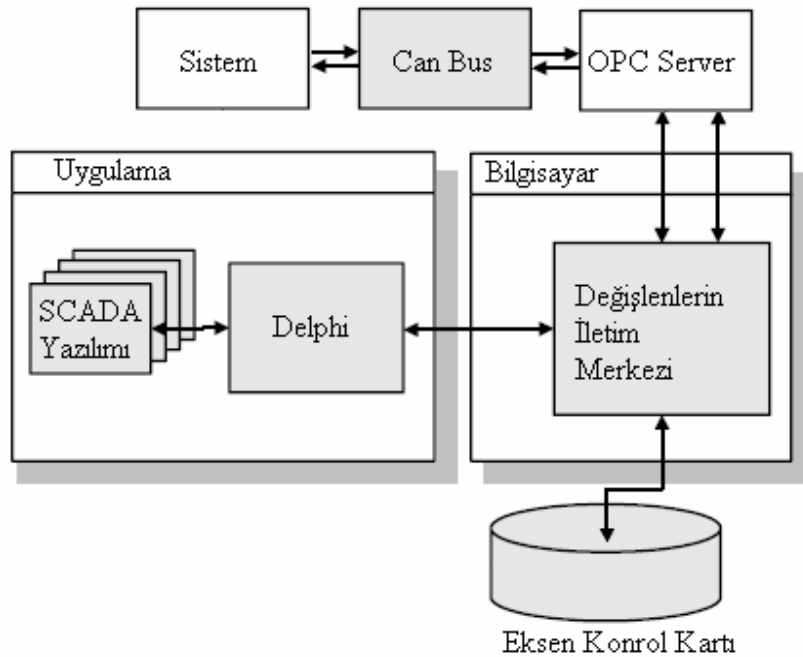 Sistem
Can Bus
OPC Server
Uygulama
Bilgisayar
SCADA
Yazılımı
Delphi
Değişlenlerin
İletim
Merkezi
Eksen Konrol Kartı